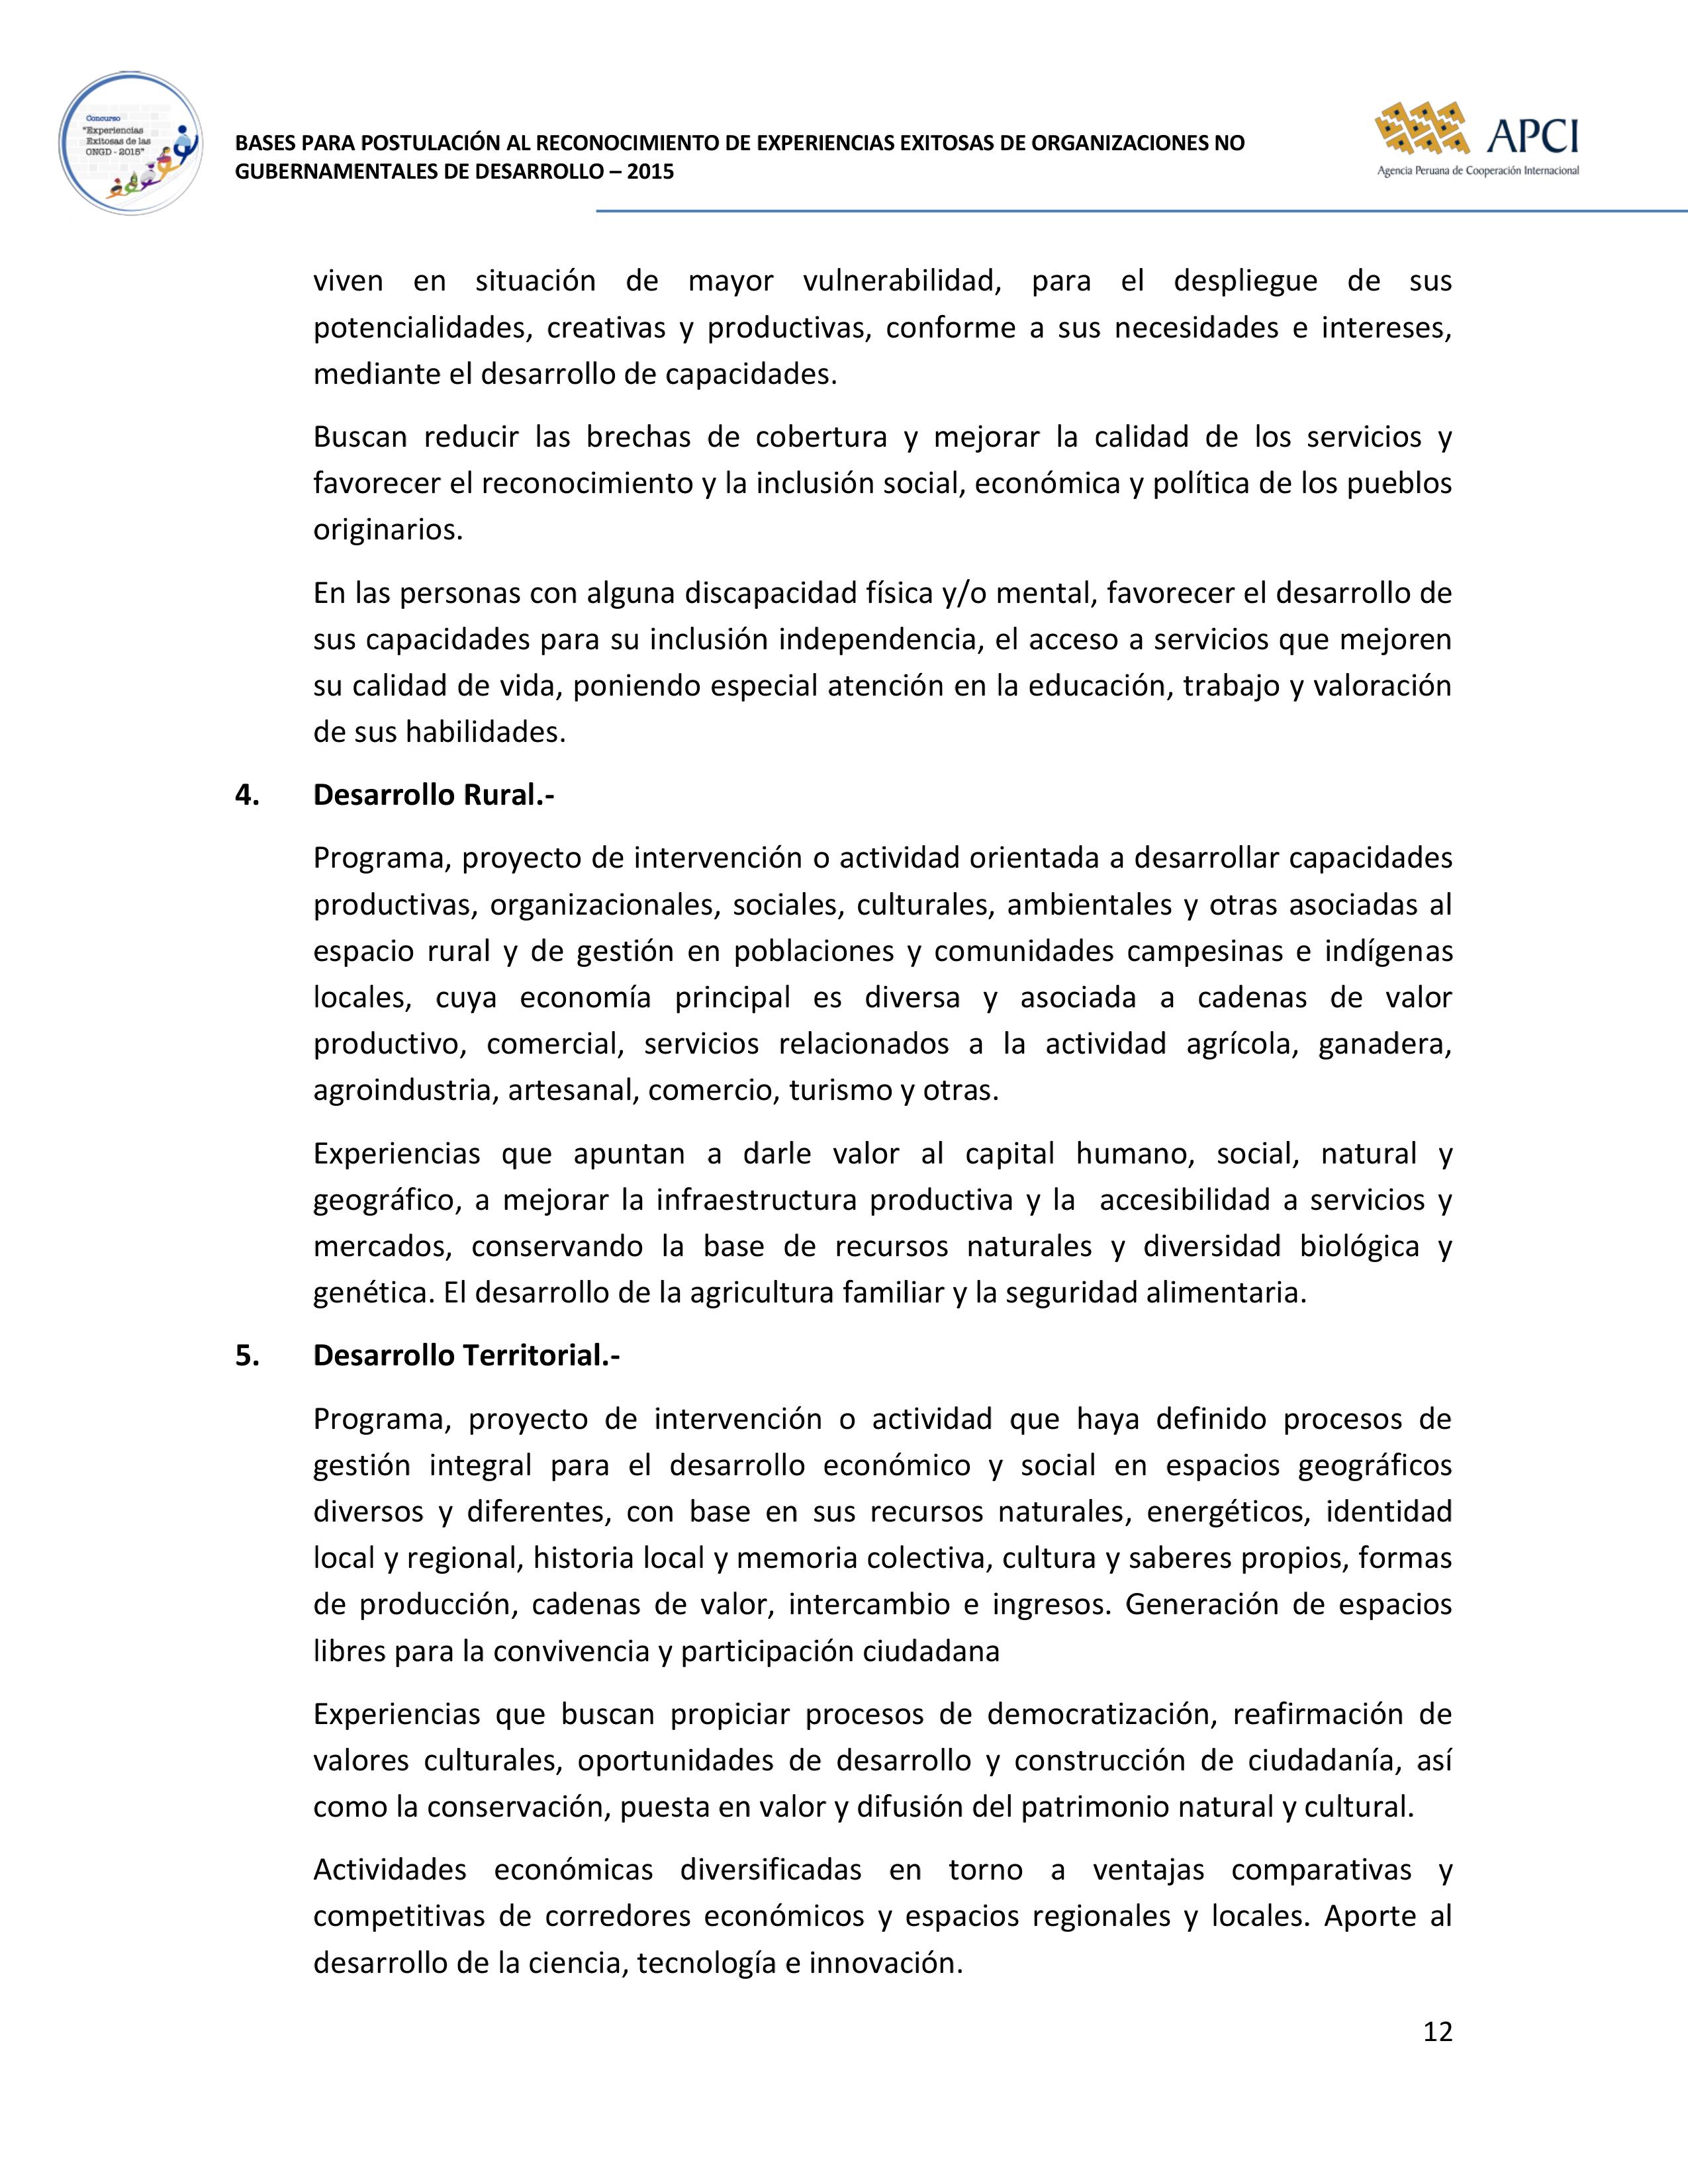 Concurso
"Experiencias
Exitosas de las
ONGD - 2015"
BASES PARA POSTULACIÓN AL RECONOCIMIENTO DE EXPERIENCIAS EXITOSAS DE ORGANIZACIONES NO
GUBERNAMENTALES DE DESARROLLO – 2015
APCI
Agencia Peruana de Cooperación Internacional
viven en situación de mayor vulnerabilidad, para el despliegue de sus
potencialidades, creativas y productivas, conforme a sus necesidades e intereses,
mediante el desarrollo de capacidades.
Buscan reducir las brechas de cobertura y mejorar la calidad de los servicios y
favorecer el reconocimiento y la inclusión social, económica y política de los pueblos
originarios.
En las personas con alguna discapacidad física y/o mental, favorecer el desarrollo de
sus capacidades para su inclusión independencia, el acceso a servicios que mejoren
su calidad de vida, poniendo especial atención en la educación, trabajo y valoración
de sus habilidades.
4. Desarrollo Rural.-
Programa, proyecto de intervención o actividad orientada a desarrollar capacidades
productivas, organizacionales, sociales, culturales, ambientales y otras asociadas al
espacio rural y de gestión en poblaciones y comunidades campesinas e indígenas
locales, cuya economía principal es diversa y asociada a cadenas de valor
productivo, comercial, servicios relacionados a la actividad agrícola, ganadera,
agroindustria, artesanal, comercio, turismo y otras.
Experiencias que apuntan a darle valor al capital humano, social, natural y
geográfico, a mejorar la infraestructura productiva y la accesibilidad a servicios y
mercados, conservando la base de recursos naturales y diversidad biológica y
genética. El desarrollo de la agricultura familiar y la seguridad alimentaria.
5. Desarrollo Territorial.-
Programa, proyecto de intervención o actividad que haya definido procesos de
gestión integral para el desarrollo económico y social en espacios geográficos
diversos y diferentes, con base en sus recursos naturales, energéticos, identidad
local y regional, historia local y memoria colectiva, cultura y saberes propios, formas
de producción, cadenas de valor, intercambio e ingresos. Generación de espacios
libres para la convivencia y participación ciudadana
Experiencias que buscan propiciar procesos de democratización, reafirmación de
valores culturales, oportunidades de desarrollo y construcción de ciudadanía, así
como la conservación, puesta en valor y difusión del patrimonio natural y cultural.
Actividades económicas diversificadas en torno a ventajas comparativas y
competitivas de corredores económicos y espacios regionales y locales. Aporte al
desarrollo de la ciencia, tecnología e innovación.
12